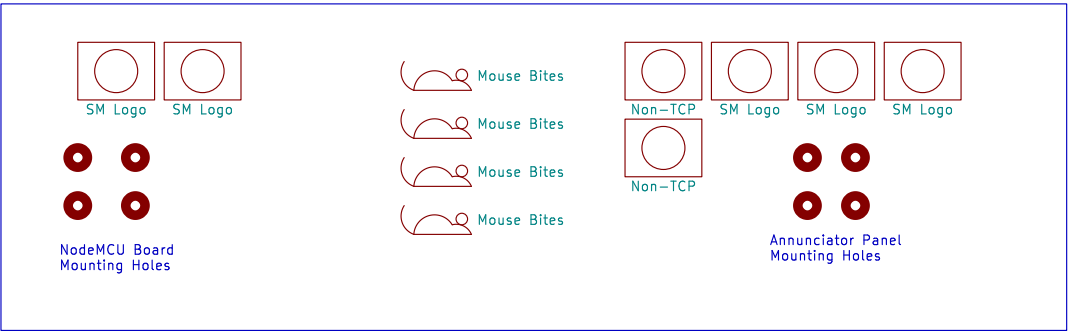 SM Logo
SM Logo
NodeMCU Board
Mounting Holes
Mouse Bites
Mouse Bites
Mouse Bites
Mouse Bites
Non-TCP
SM Logo
SM Logo
SM Logo
Non-TCP
Annunciator Panel
Mounting Holes